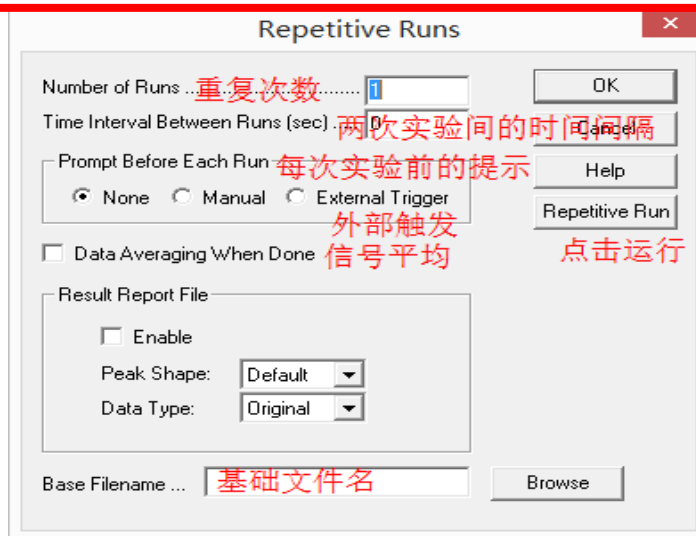 Repetitive Runs
Number of Runs ... 重复次数 ... 1
OK
Time Interval Between Runs (sec) ... 0 两次实验间的时间间隔
Cancel
Prompt Before Each Run 每次实验前的提示
Help
None Manual External Trigger
Repetitive Run
外部触发
点击运行
Data Averaging When Done 信号平均
Result Report File
Enable
Peak Shape: Default
Data Type: Original
Base Filename ... 基础文件名 Browse